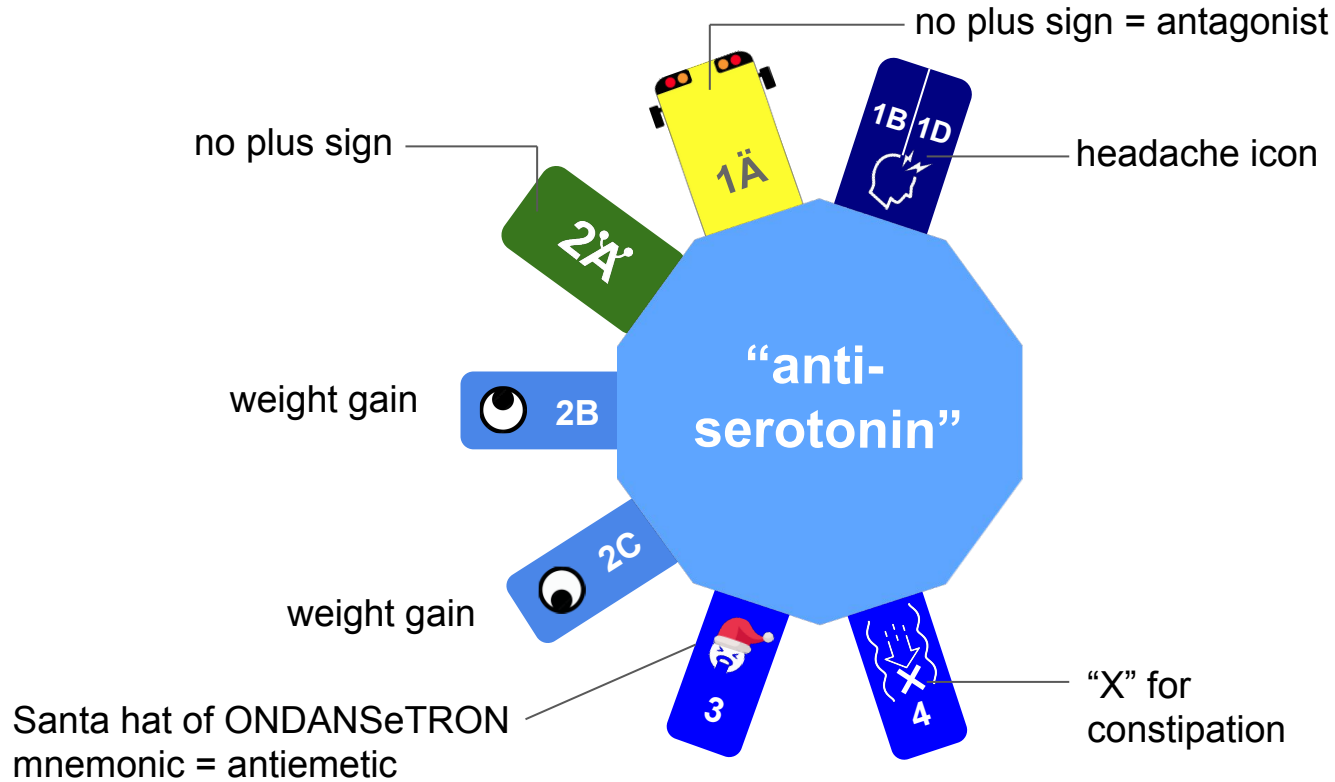 no plus sign = antagonist
no plus sign
1Ä
1B 1D
headache icon
2Ä
"anti-
serotonin"
weight gain
2B
2C
weight gain
3
4
Santa hat of ONDANSeTRON
mnemonic = antiemetic
"X" for
constipation